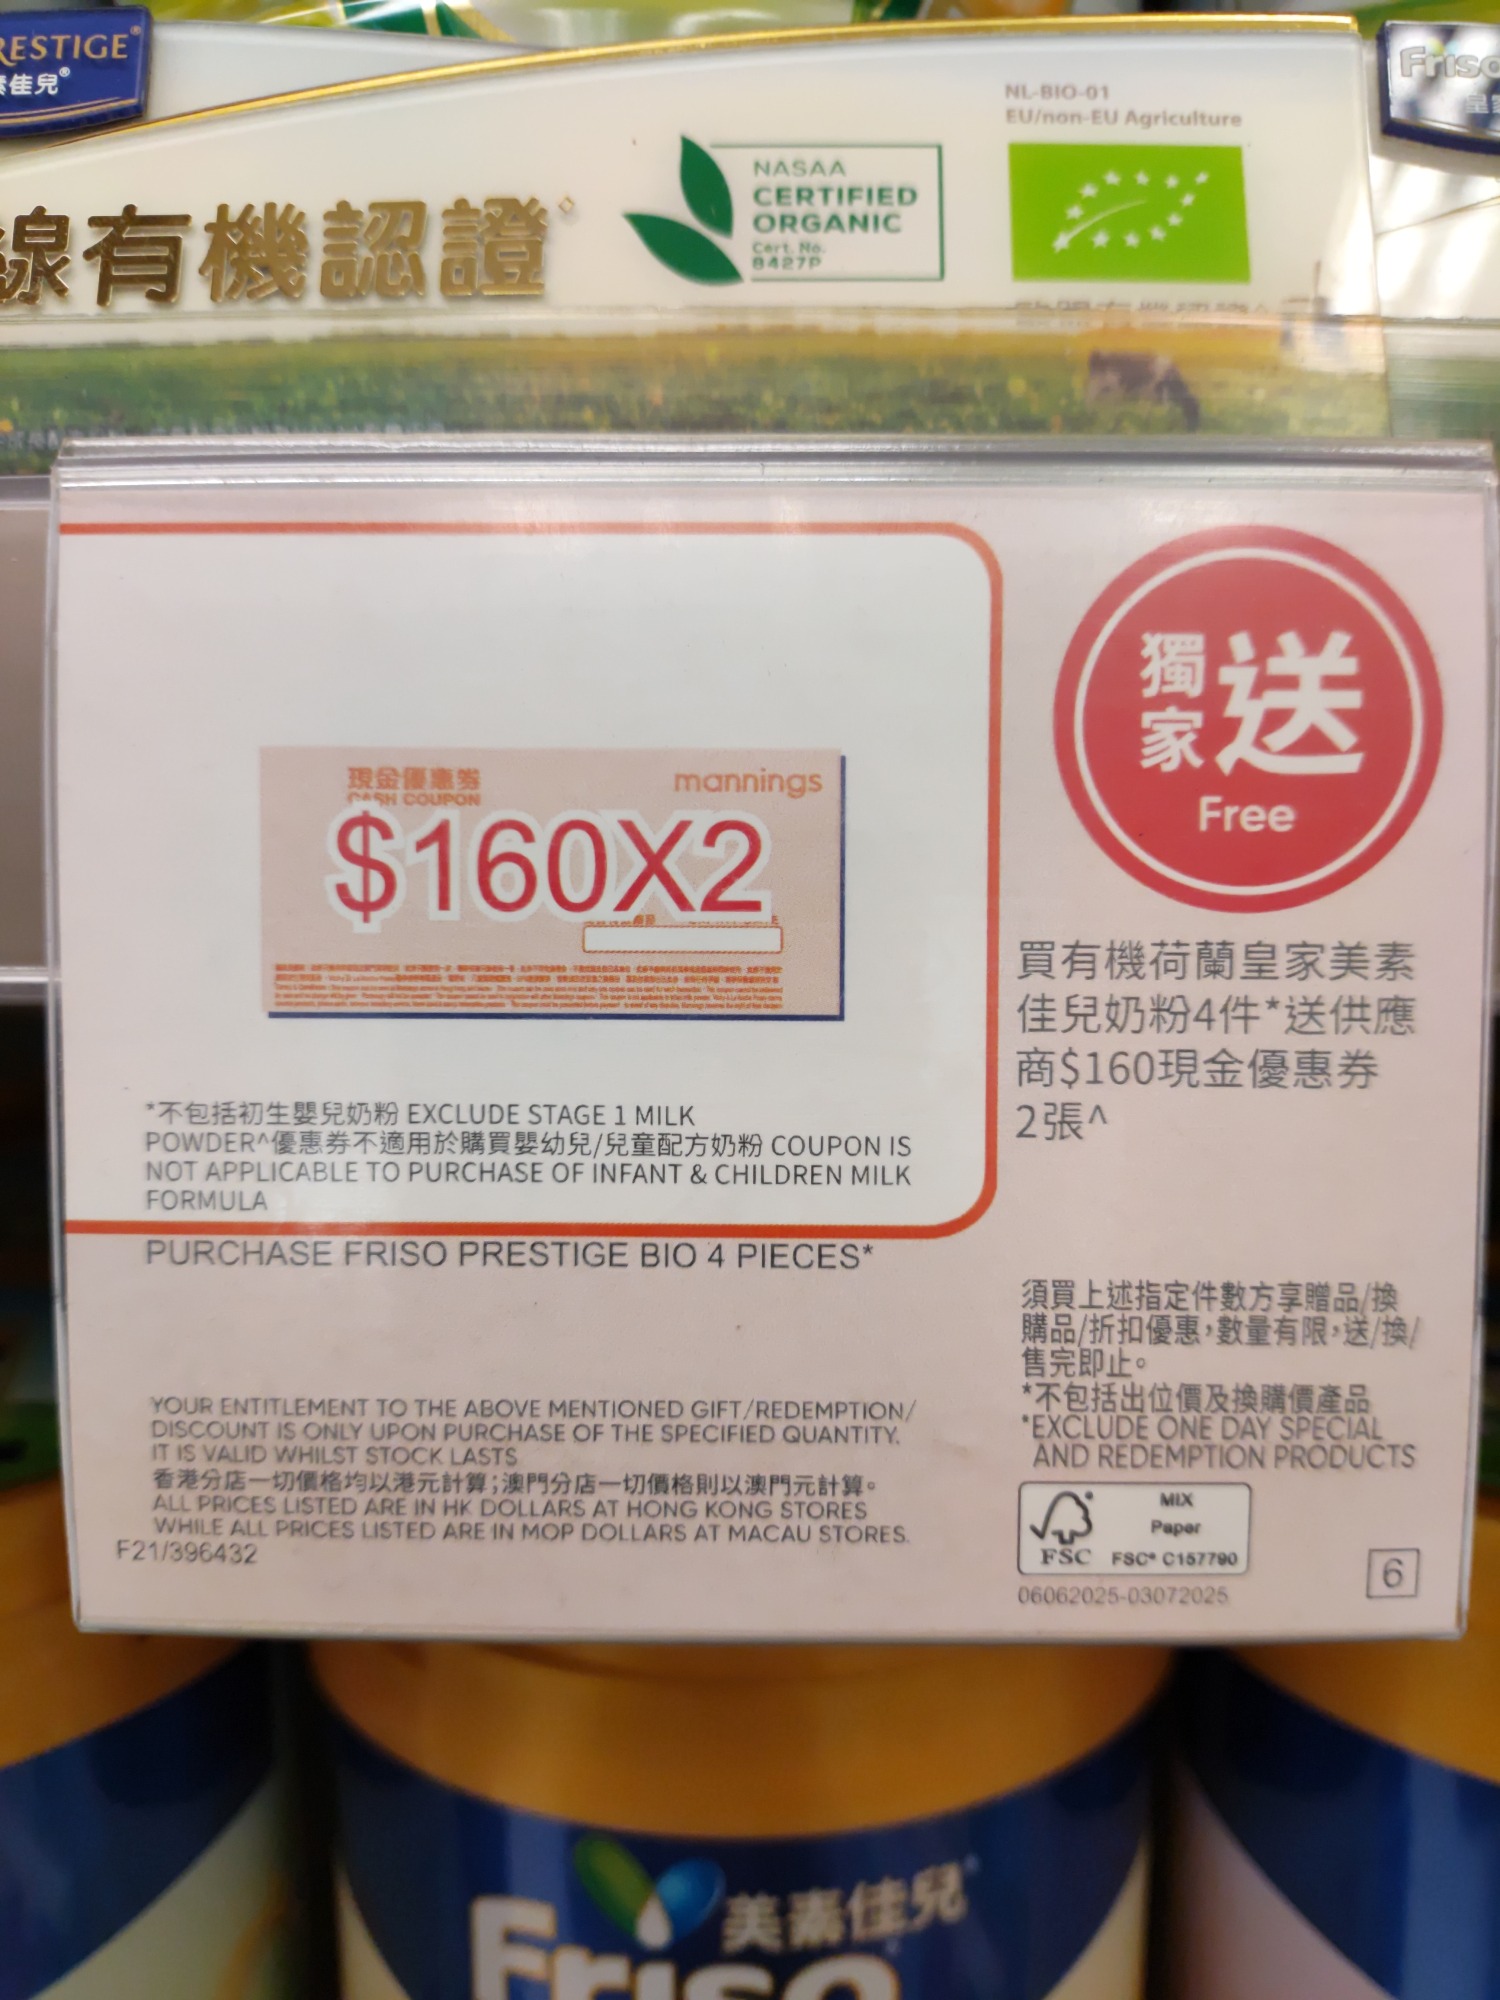 RESTIGE®
素佳兒®
Friso
皇家
NL-BIO-01
EU/non-EU Agriculture
NASAA
CERTIFIED
ORGANIC
Cert. No.
8427P
線有機認證
現金優惠券
CASH COUPON
mannings
$160X2
獨家
送
Free
買有機荷蘭皇家美素
佳兒奶粉4件*送供應
商$160現金優惠券
2張^
*不包括初生嬰兒奶粉 EXCLUDE STAGE 1 MILK
POWDER^優惠券不適用於購買嬰幼兒/兒童配方奶粉 COUPON IS
NOT APPLICABLE TO PURCHASE OF INFANT & CHILDREN MILK
FORMULA
PURCHASE FRISO PRESTIGE BIO 4 PIECES*
須買上述指定件數方享贈品/換
購品/折扣優惠,數量有限,送/換/
售完即止。
*不包括出位價及換購價產品
*EXCLUDE ONE DAY SPECIAL
AND REDEMPTION PRODUCTS
YOUR ENTITLEMENT TO THE ABOVE MENTIONED GIFT/REDEMPTION/
DISCOUNT IS ONLY UPON PURCHASE OF THE SPECIFIED QUANTITY.
IT IS VALID WHILST STOCK LASTS
香港分店一切價格均以港元計算;澳門分店一切價格則以澳門元計算。
ALL PRICES LISTED ARE IN HK DOLLARS AT HONG KONG STORES
WHILE ALL PRICES LISTED ARE IN MOP DOLLARS AT MACAU STORES.
F21/396432
MIX
Paper
FSC
FSC® C157790
06062025-03072025
6
美素佳兒®
Friso